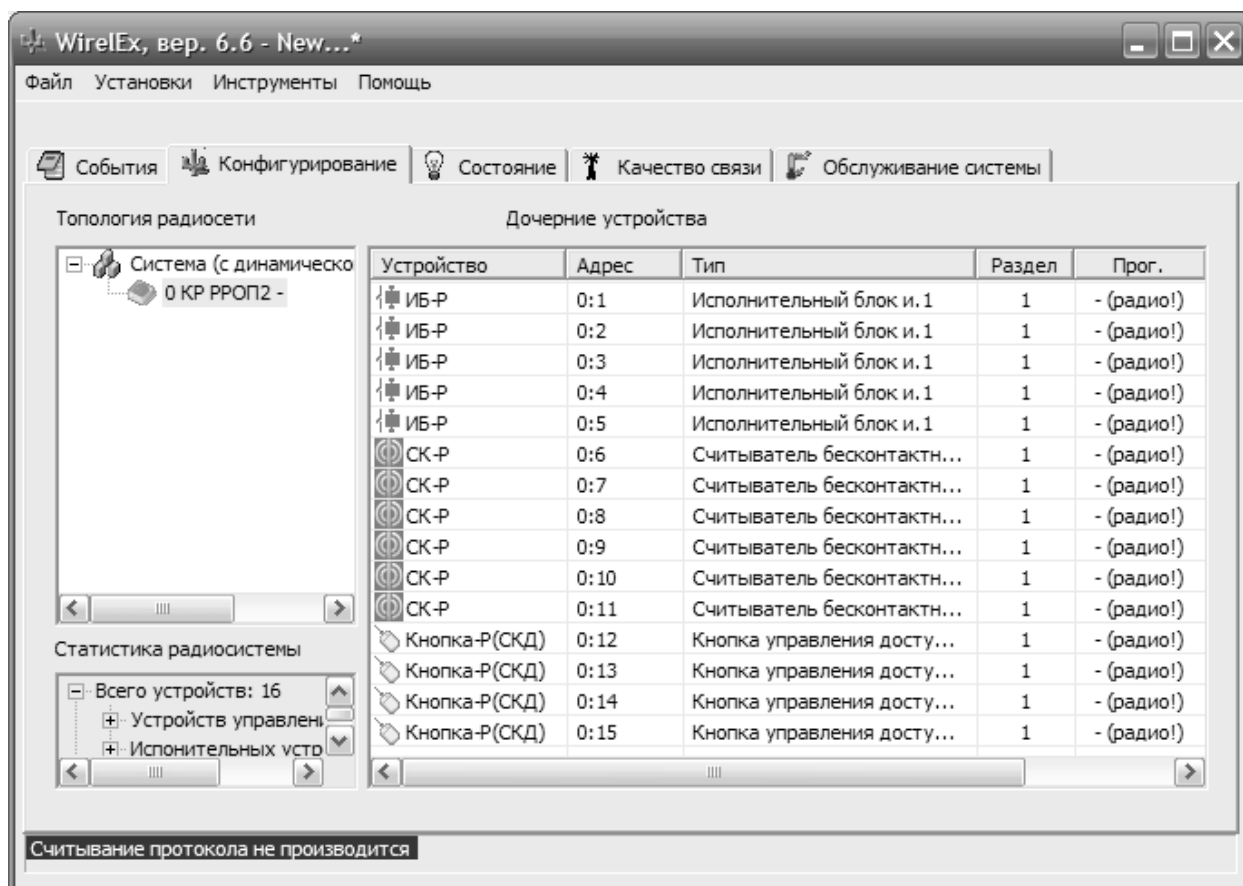 WirelEx, вер. 6.6 - New...*
Файл Установки Инструменты Помощь
События Конфигурирование Состояние Качество связи Обслуживание системы
Топология радиосети Дочерние устройства
Система (с динамическо
0 КР РРОП2 -
Устройство Адрес Тип Раздел Прог.
ИБ-Р 0:1 Исполнительный блок и.1 1 - (радио!)
ИБ-Р 0:2 Исполнительный блок и.1 1 - (радио!)
ИБ-Р 0:3 Исполнительный блок и.1 1 - (радио!)
ИБ-Р 0:4 Исполнительный блок и.1 1 - (радио!)
ИБ-Р 0:5 Исполнительный блок и.1 1 - (радио!)
СК-Р 0:6 Считыватель бесконтактн... 1 - (радио!)
СК-Р 0:7 Считыватель бесконтактн... 1 - (радио!)
СК-Р 0:8 Считыватель бесконтактн... 1 - (радио!)
СК-Р 0:9 Считыватель бесконтактн... 1 - (радио!)
СК-Р 0:10 Считыватель бесконтактн... 1 - (радио!)
СК-Р 0:11 Считыватель бесконтактн... 1 - (радио!)
Кнопка-Р(СКД) 0:12 Кнопка управления досту... 1 - (радио!)
Кнопка-Р(СКД) 0:13 Кнопка управления досту... 1 - (радио!)
Кнопка-Р(СКД) 0:14 Кнопка управления досту... 1 - (радио!)
Кнопка-Р(СКД) 0:15 Кнопка управления досту... 1 - (радио!)
Статистика радиосистемы
Всего устройств: 16
Устройств управлени
Испонительных устр
Считывание протокола не производится